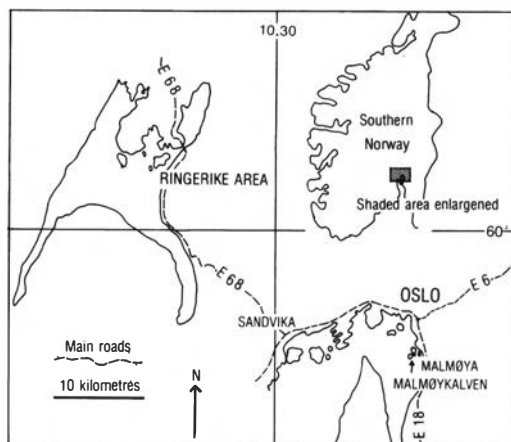 10.30
E 68
Southern
Norway
RINGERIKE AREA
Shaded area enlargened
60
E 68
OSLO
E 6
SANDVIKA
Main roads
10 kilometres
N
MALMØYA
MALMØYKALVEN
E 18